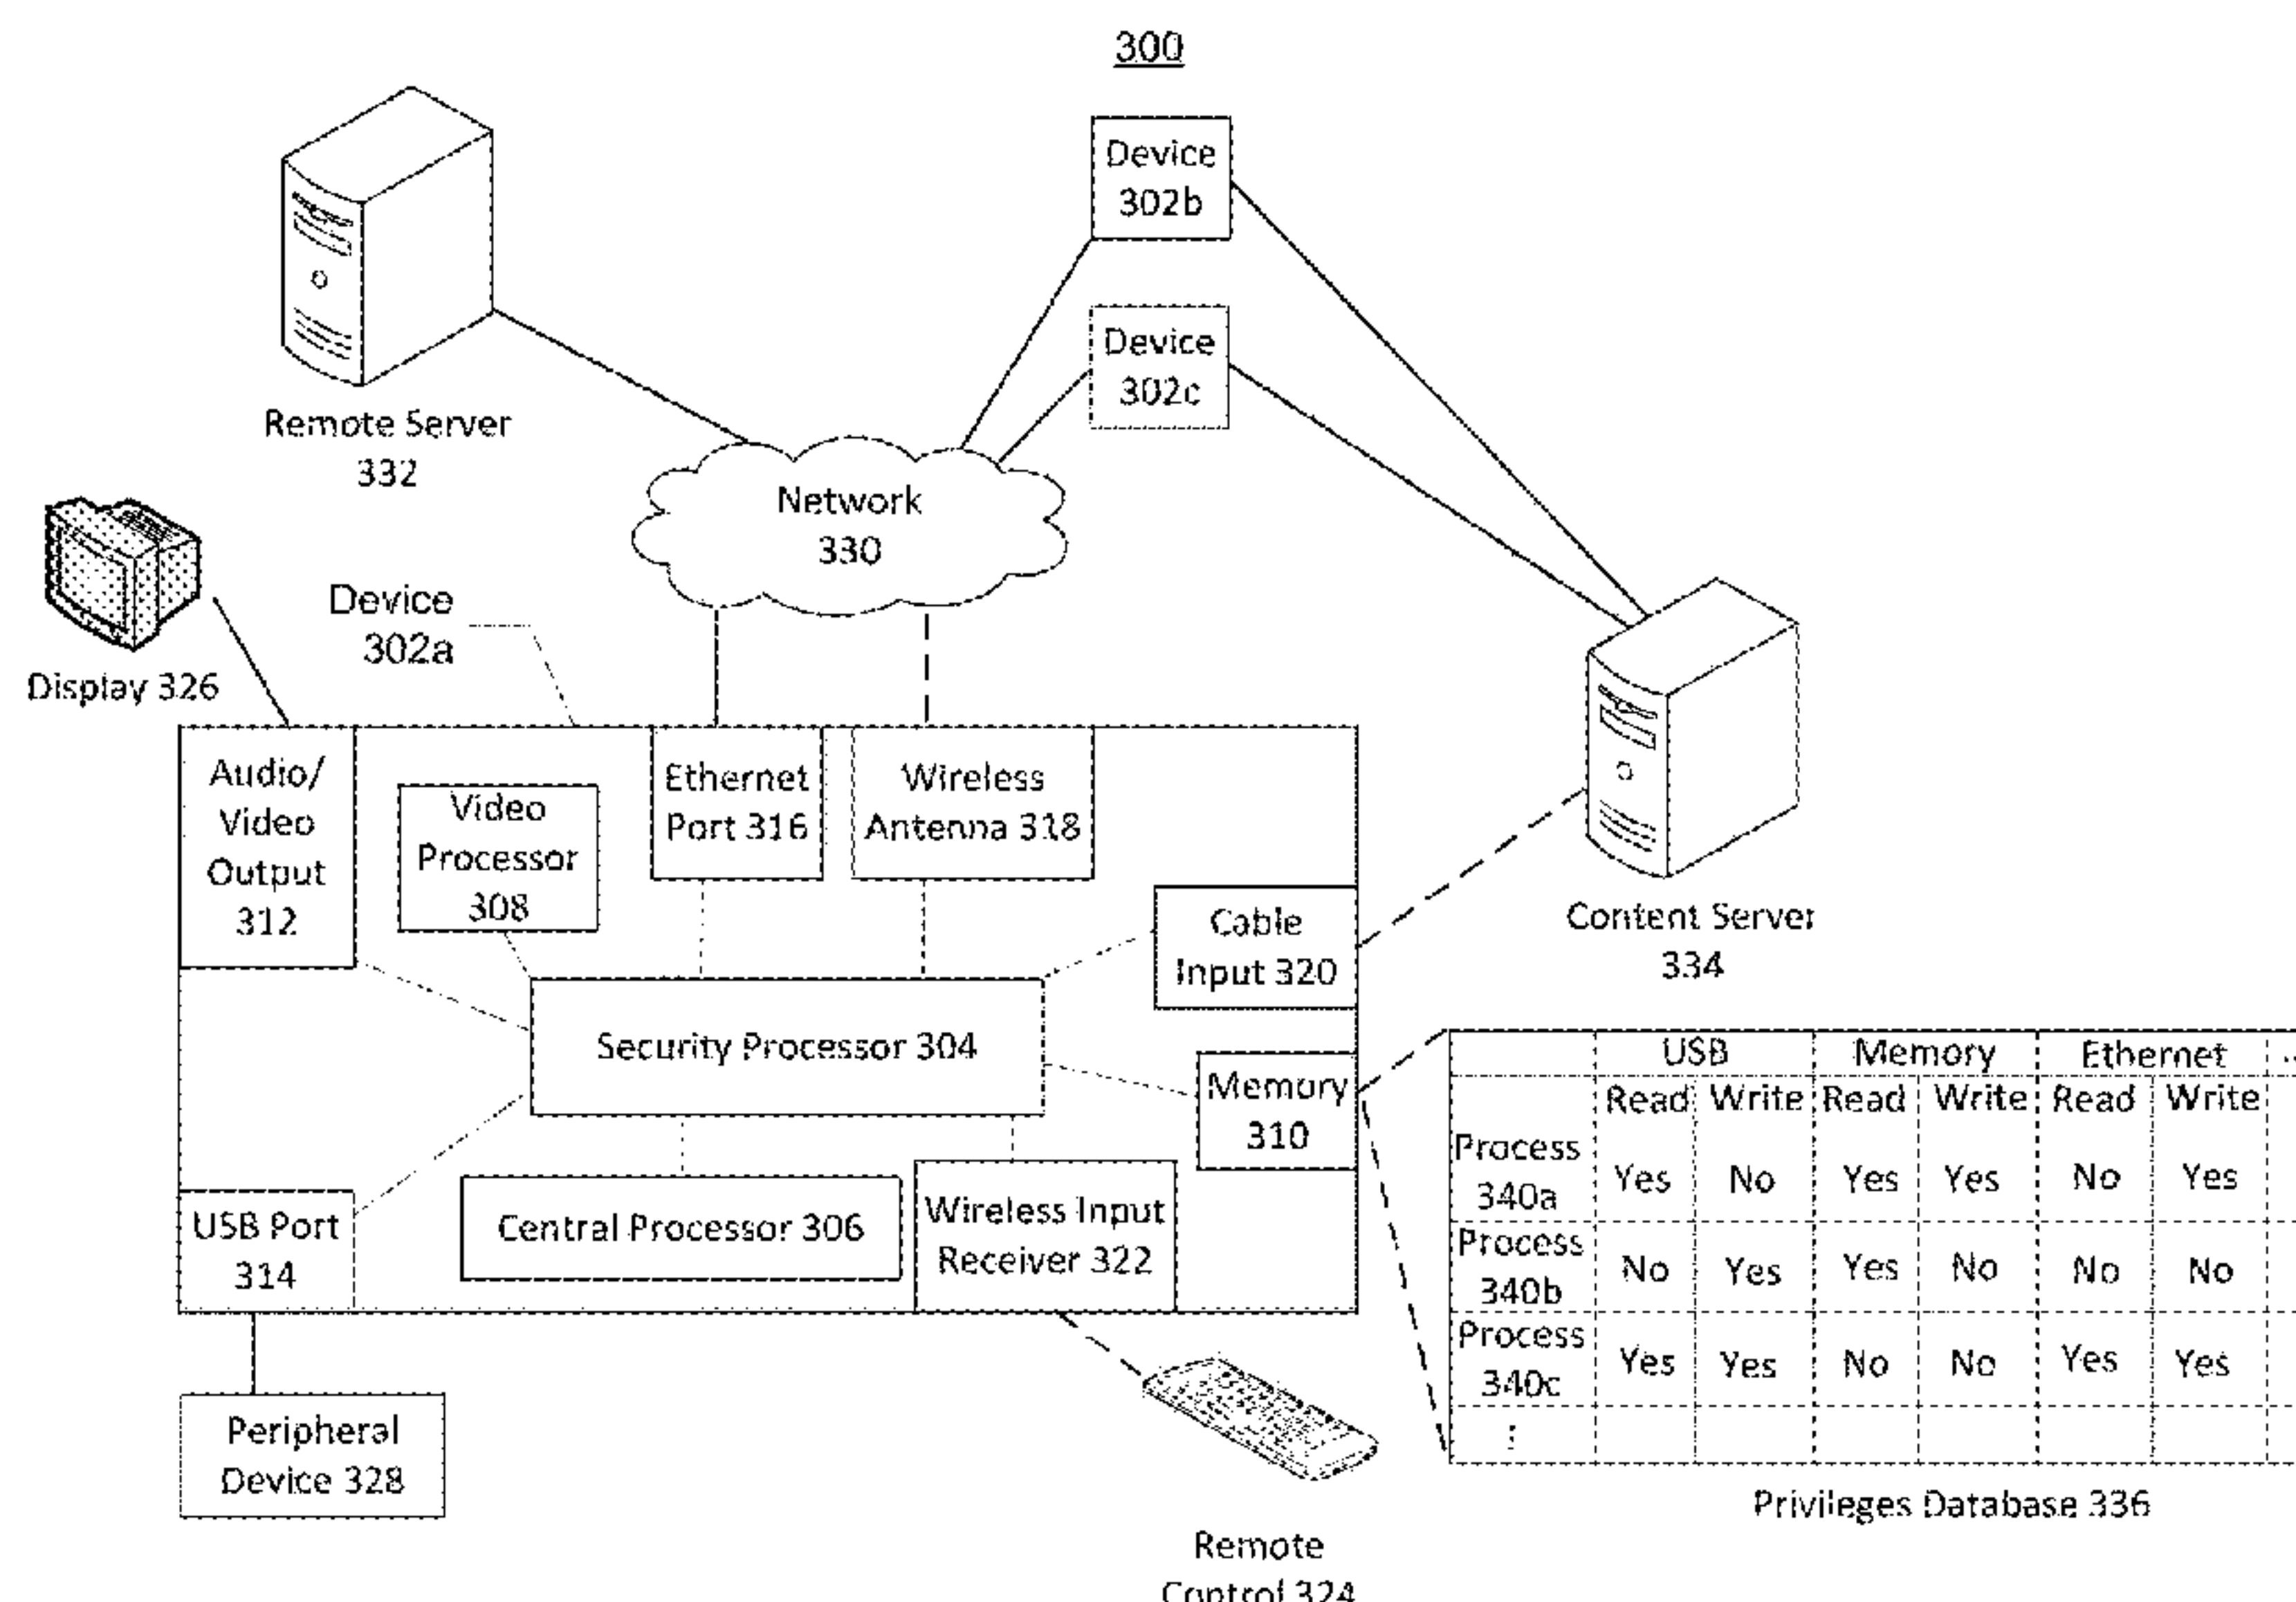 300
Device
302b
Device
302c
Remote Server
332
Network
330
Device
302a
Display 326
Audio/
Video
Output
312
Video
Processor
308
Ethernet
Port 316
Wireless
Antenna 318
Cable
Input 320
Content Server
334
Security Processor 304
Memory
310
USB Port
314
Central Processor 306
Wireless Input
Receiver 322
Peripheral
Device 328
Remote
Control 324
USB Memory Ethernet ..
Read Write Read Write Read Write
Process
340a Yes No Yes Yes No Yes
Process
340b No Yes Yes No No No
Process
340c Yes Yes No No Yes Yes
⋮
Privileges Database 336